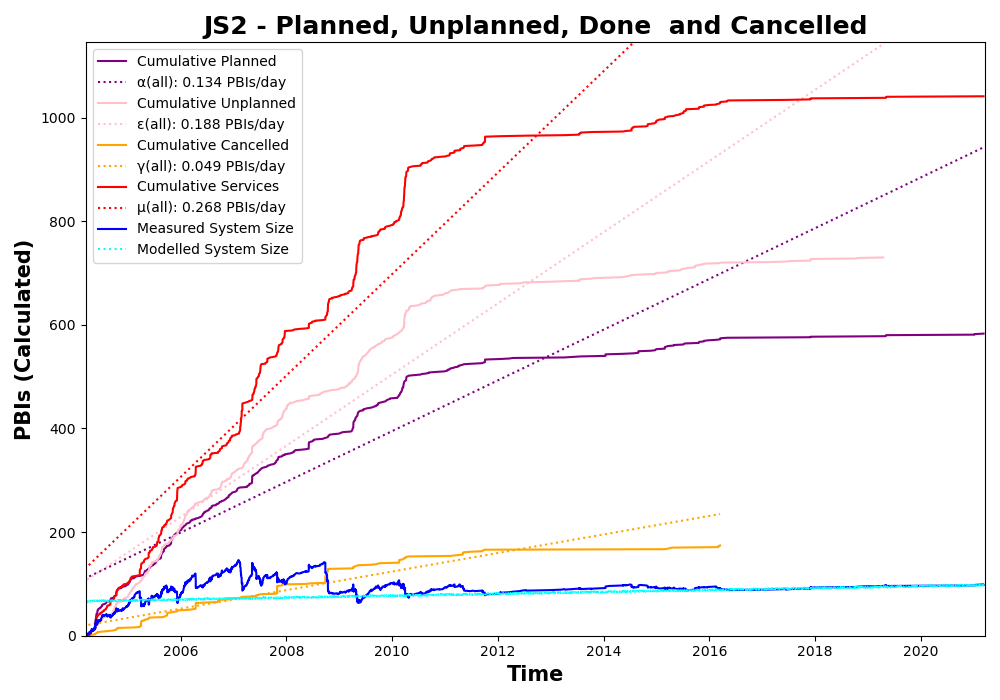 JS2 - Planned, Unplanned, Done  and Cancelled
Cumulative Planned
α(all): 0.134 PBIs/day
Cumulative Unplanned
ε(all): 0.188 PBIs/day
Cumulative Cancelled
γ(all): 0.049 PBIs/day
Cumulative Services
μ(all): 0.268 PBIs/day
Measured System Size
Modelled System Size
PBIs (Calculated)
1000
800
600
400
200
0
2006 2008 2010 2012 2014 2016 2018 2020
Time